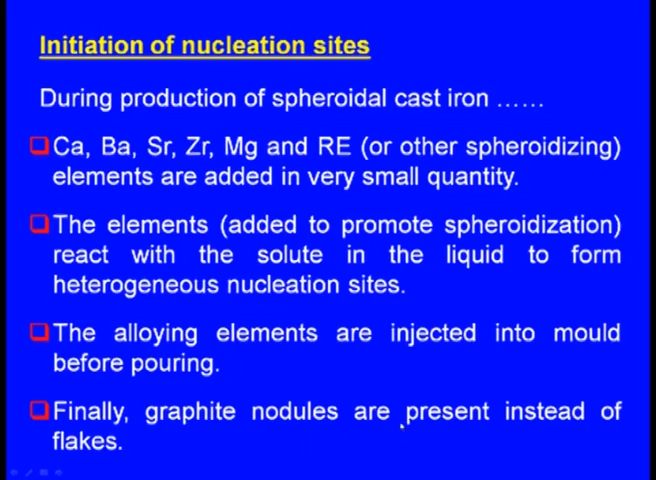 Initiation of nucleation sites
During production of spheroidal cast iron ......
Ca, Ba, Sr, Zr, Mg and RE (or other spheroidizing)
elements are added in very small quantity.
The elements (added to promote spheroidization)
react with the solute in the liquid to form
heterogeneous nucleation sites.
The alloying elements are injected into mould
before pouring.
Finally, graphite nodules are present instead of
flakes.